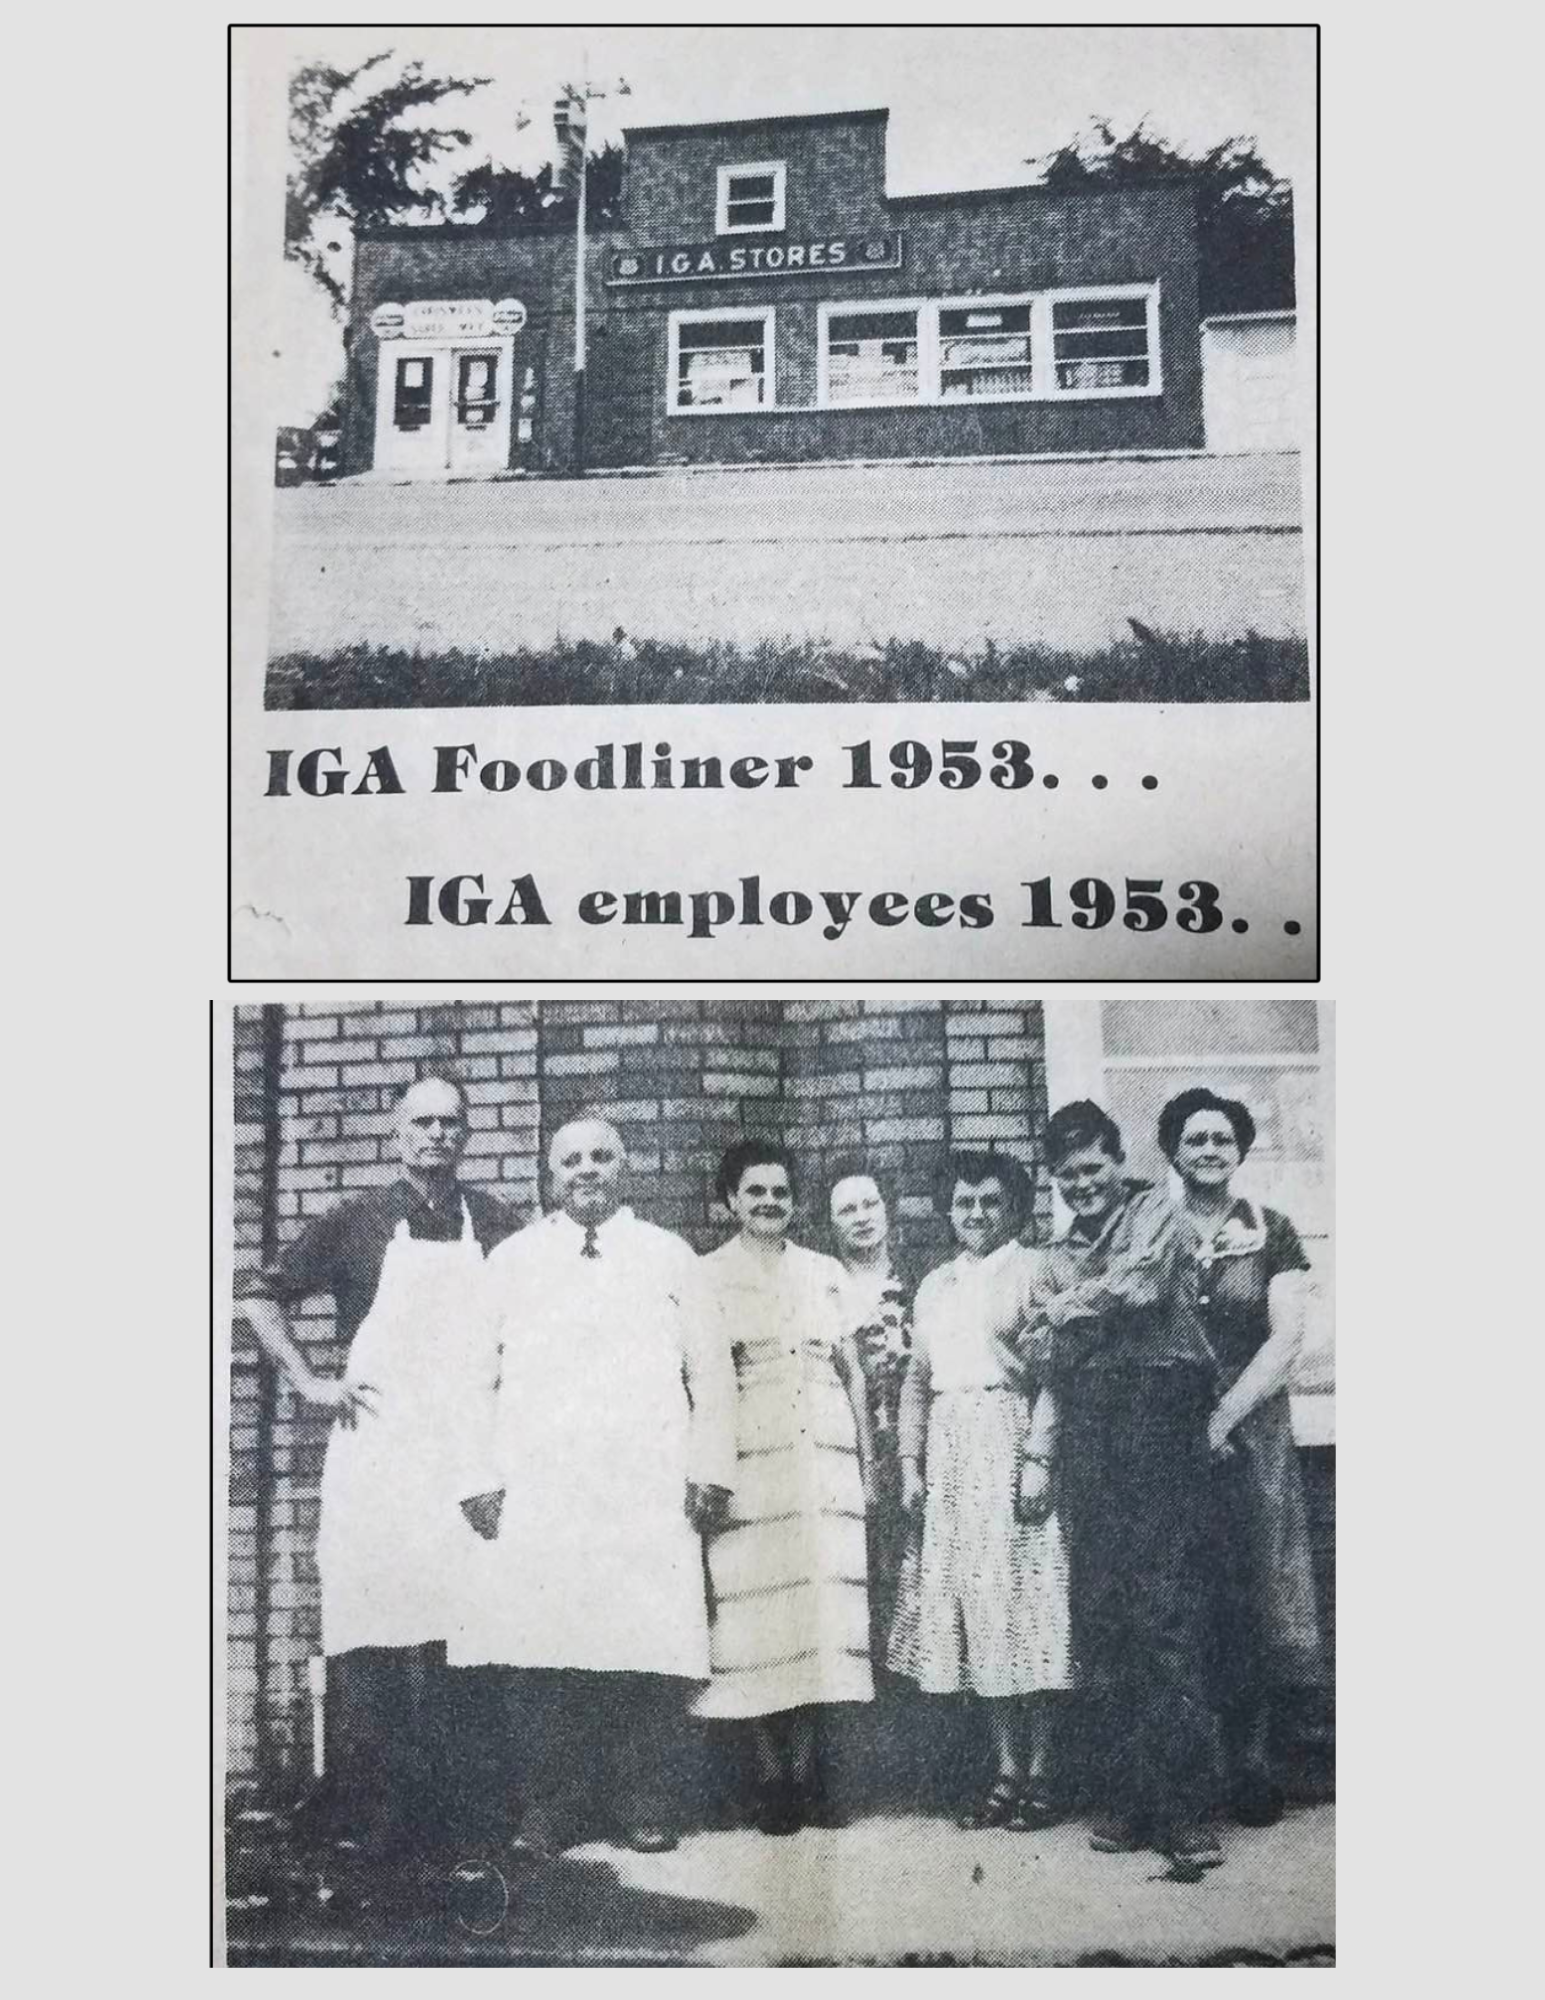 I.G.A. STORES
IGA Foodliner 1953. . .
IGA employees 1953. .